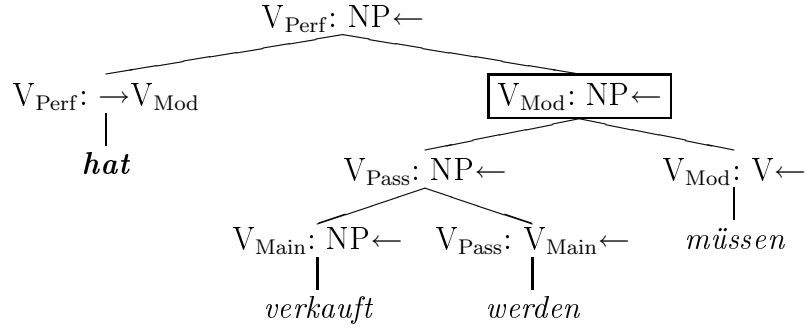 V_Perf: NP←
V_Perf: →V_Mod V_Mod: NP←
hat V_Pass: NP← V_Mod: V←
V_Main: NP← V_Pass: V_Main← müssen
verkauft werden